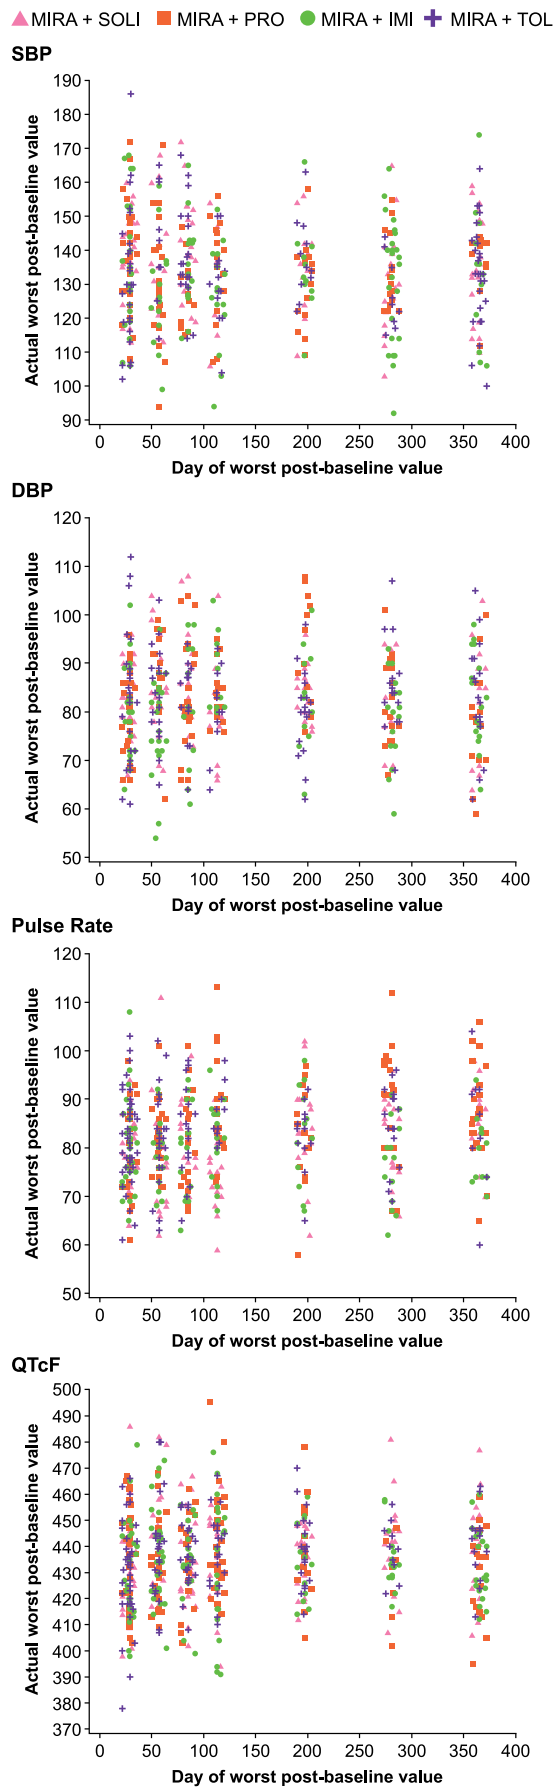 MIRA + SOLI MIRA + PRO MIRA + IMI MIRA + TOL
SBP
190
180
170
160
150
140
130
120
110
100
90
Actual worst post-baseline value
0 50 100 150 200 250 300 350 400
Day of worst post-baseline value
DBP
120
110
100
90
80
70
60
50
Actual worst post-baseline value
0 50 100 150 200 250 300 350 400
Day of worst post-baseline value
Pulse Rate
120
110
100
90
80
70
60
50
Actual worst post-baseline value
0 50 100 150 200 250 300 350 400
Day of worst post-baseline value
QTcF
500
490
480
470
460
450
440
430
420
410
400
390
380
370
Actual worst post-baseline value
0 50 100 150 200 250 300 350 400
Day of worst post-baseline value